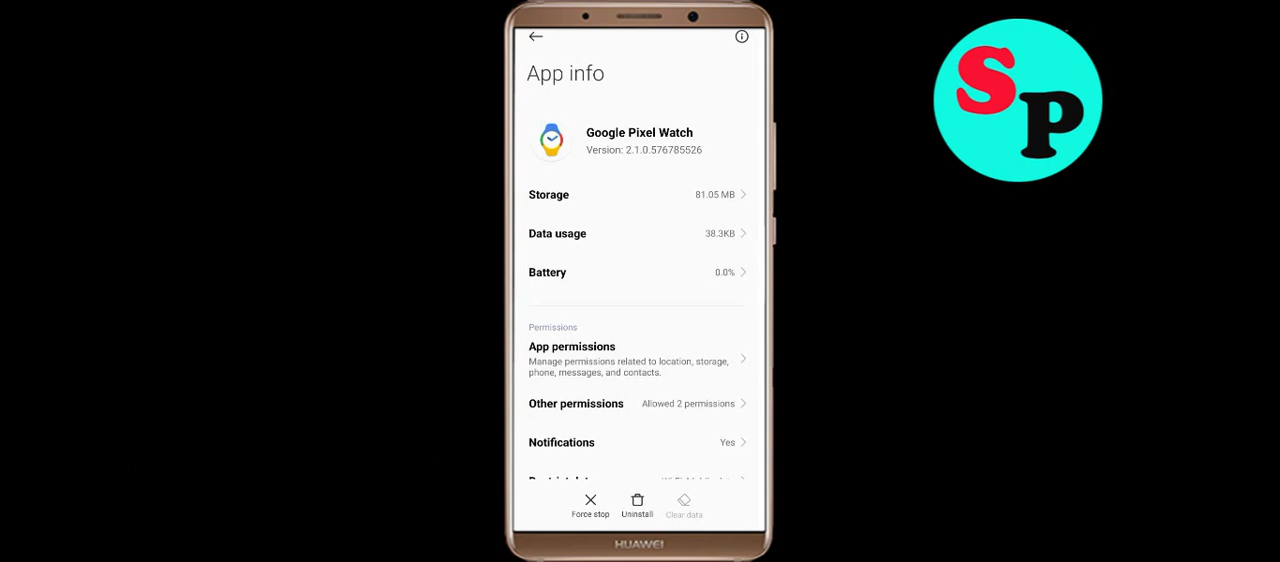 App info
Google Pixel Watch
Version: 2.1.0.576785526
Storage 81.05 MB
Data usage 38.3KB
Battery 0.0%
Permissions
App permissions
Manage permissions related to location, storage,
phone, messages, and contacts.
Other permissions Allowed 2 permissions
Notifications Yes
Force stop Uninstall Clear data
HUAWEI
SP